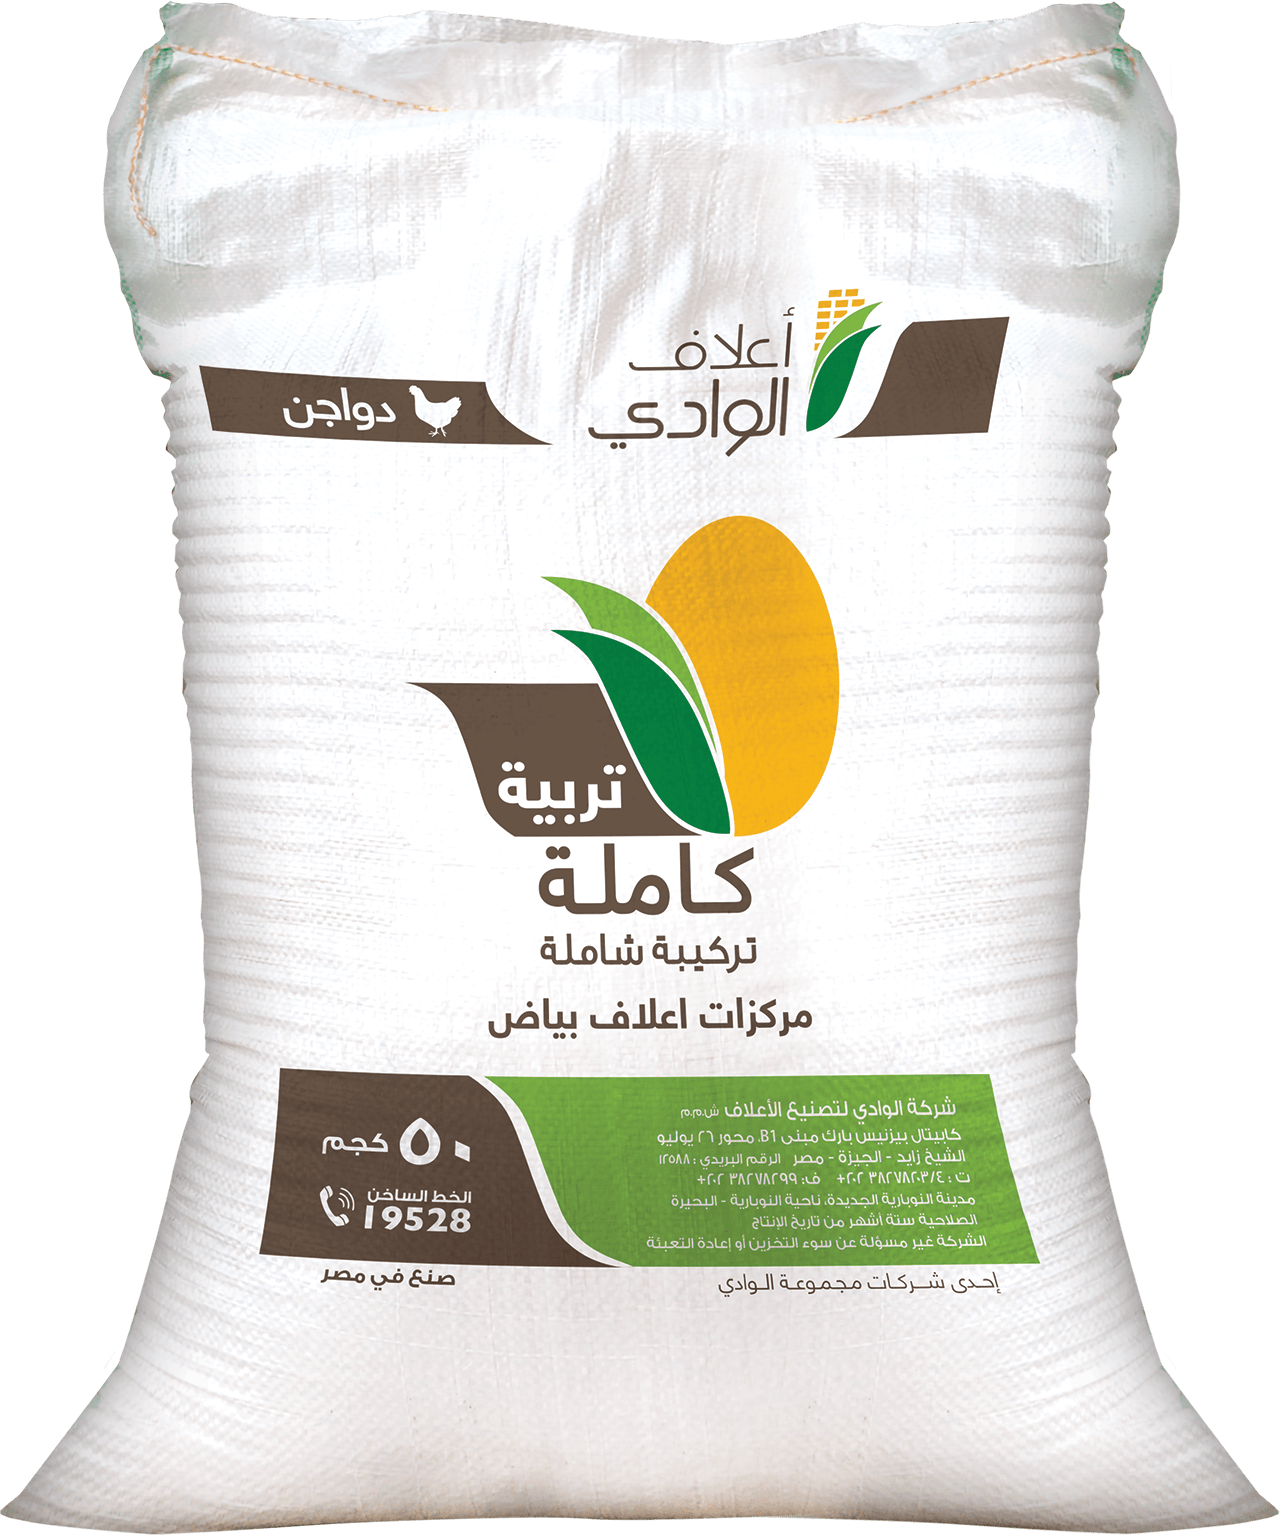 أعلاف
الوادي
دواجن
تربية
كاملة
تركيبة شاملة
مركزات اعلاف بياض
شركة الوادي لتصنيع الأعلاف ش.م.م
كابيتال بيزنيس بارك مبنى B1، محور ٢٦ يوليو
الشيخ زايد - الجيزة - مصر الرقم البريدي : ١٢٥٨٨
ت : ٣/٤-٣٨٢٧٨٢ ٢٠٢+ ف: ٣٨٢٧٨٢٩٩ ٢٠٢+
مدينة النوبارية الجديدة، ناحية النوبارية - البحيرة
الصلاحية ستة أشهر من تاريخ الإنتاج
الشركة غير مسؤلة عن سوء التخزين أو إعادة التعبئة
٥٠ كجم
الخط الساخن
19528
إحدى شركات مجموعة الوادي
صنع في مصر